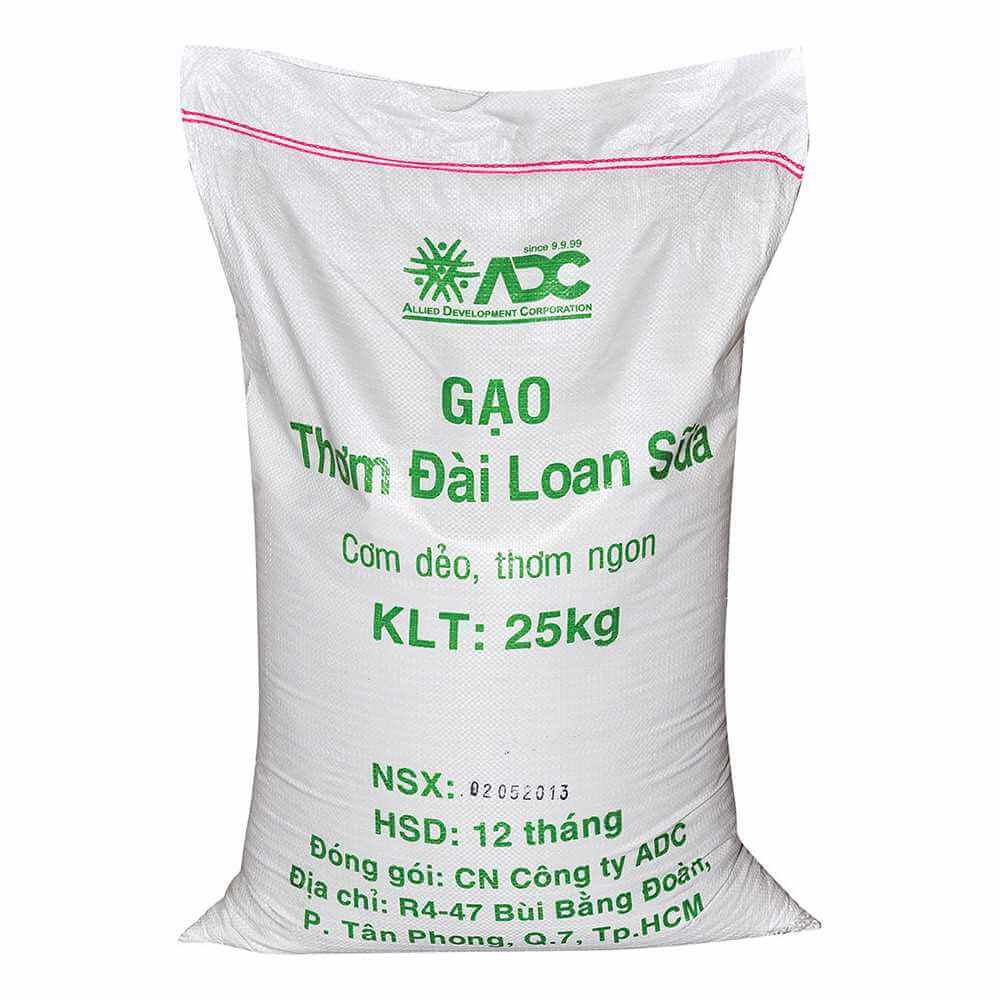 since 9.9.99
ADC
ALLIED DEVELOPMENT CORPORATION
GẠO
Thơm Đài Loan Sữa
Cơm dẻo, thơm ngon
KLT: 25kg
NSX: 02052013
HSD: 12 tháng
Đóng gói: CN Công ty ADC
Địa chỉ: R4-47 Bùi Bằng Đoàn,
P. Tân Phong, Q.7, Tp.HCM